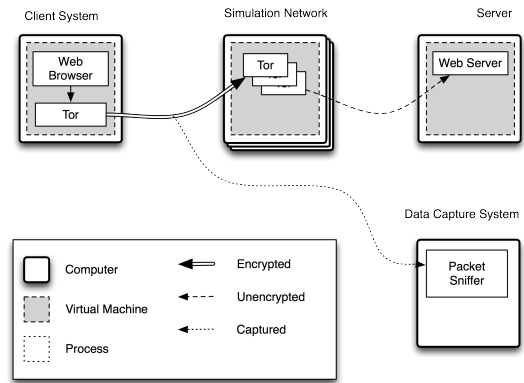 Client System
Simulation Network
Server
Web
Browser
Tor
Tor
Tor
Web Server
Data Capture System
Packet
Sniffer
Computer
Encrypted
Virtual Machine
Unencrypted
Process
Captured